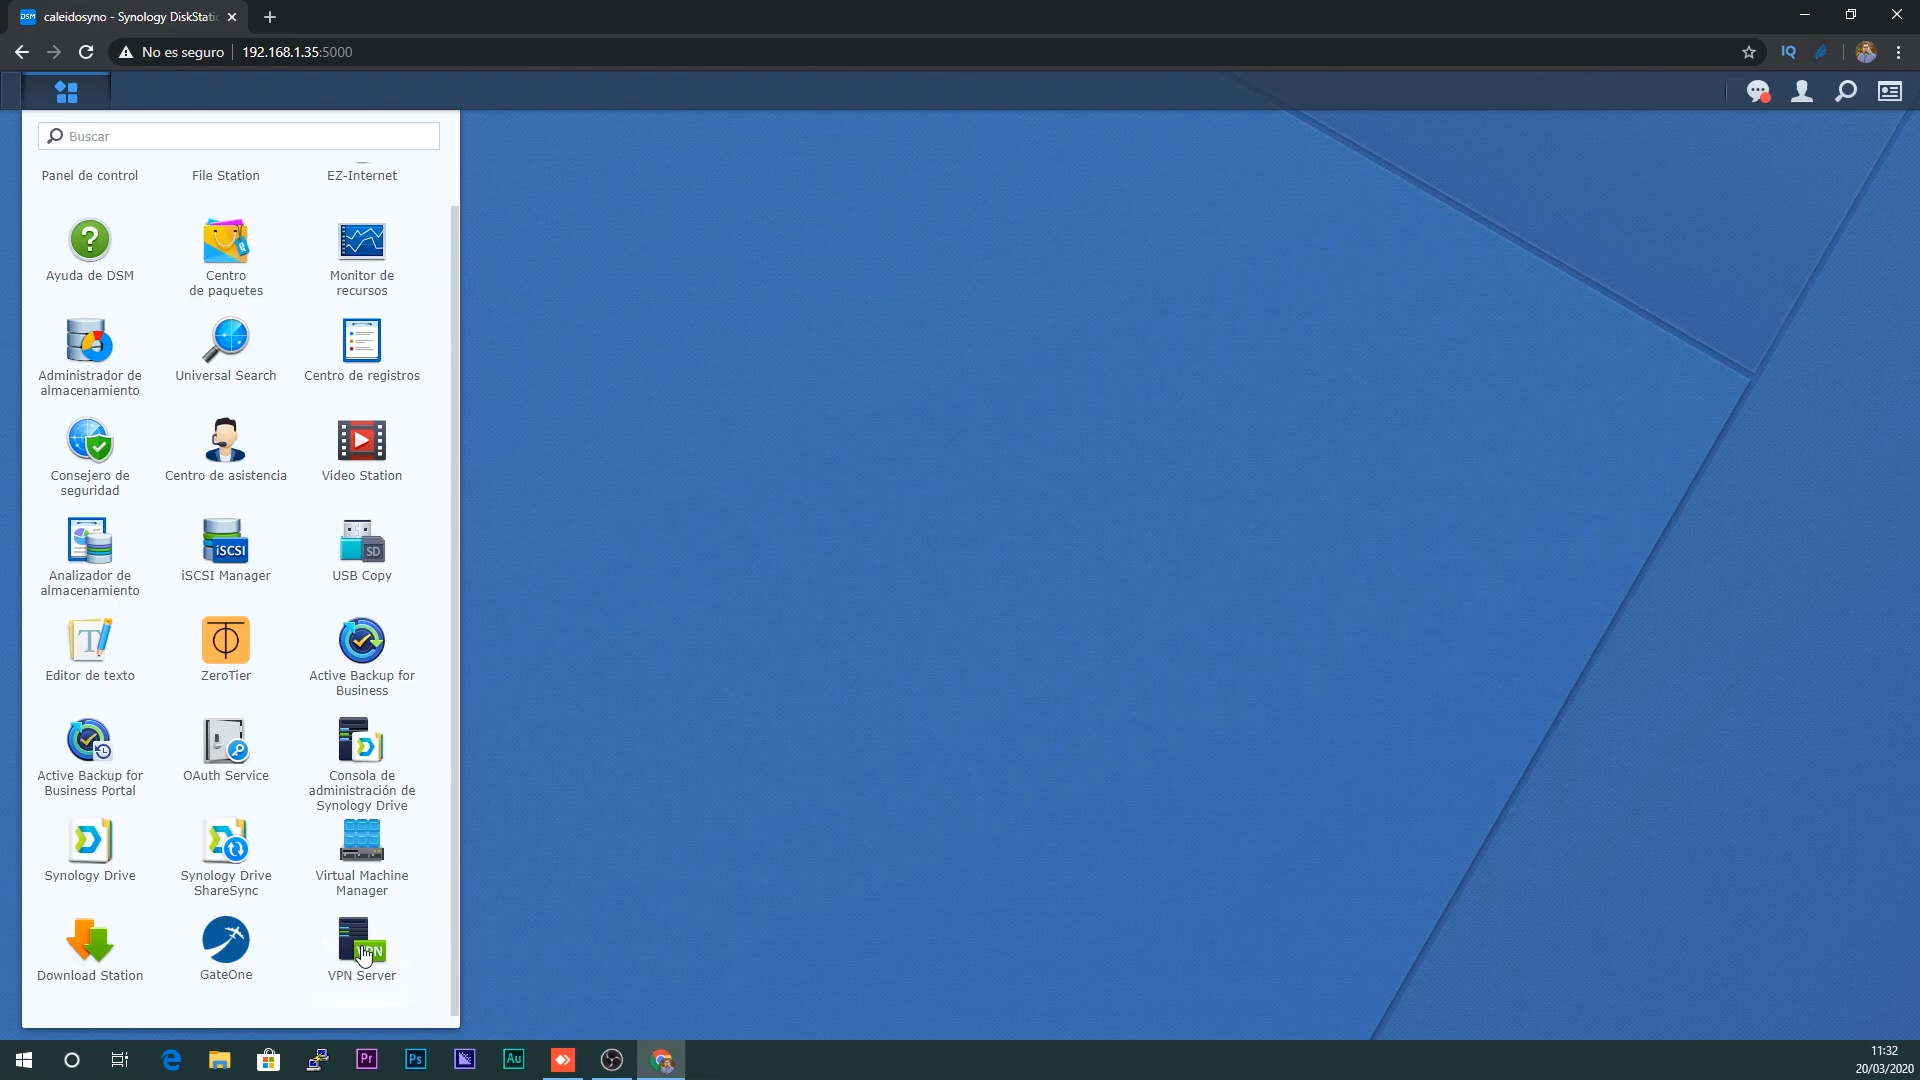 DSM caleidosyno - Synology DiskStatio
No es seguro 192.168.1.35:5000
IQ
Buscar
Panel de control File Station EZ-Internet
Ayuda de DSM Centro de paquetes Monitor de recursos
Administrador de almacenamiento Universal Search Centro de registros
Consejero de seguridad Centro de asistencia Video Station
iSCSI
SD
Analizador de almacenamiento iSCSI Manager USB Copy
T
Editor de texto ZeroTier Active Backup for Business
Active Backup for Business Portal OAuth Service Consola de administración de Synology Drive
Synology Drive Synology Drive ShareSync Virtual Machine Manager
VPN
Download Station GateOne VPN Server
Pr Ps Au
11:32
20/03/2020